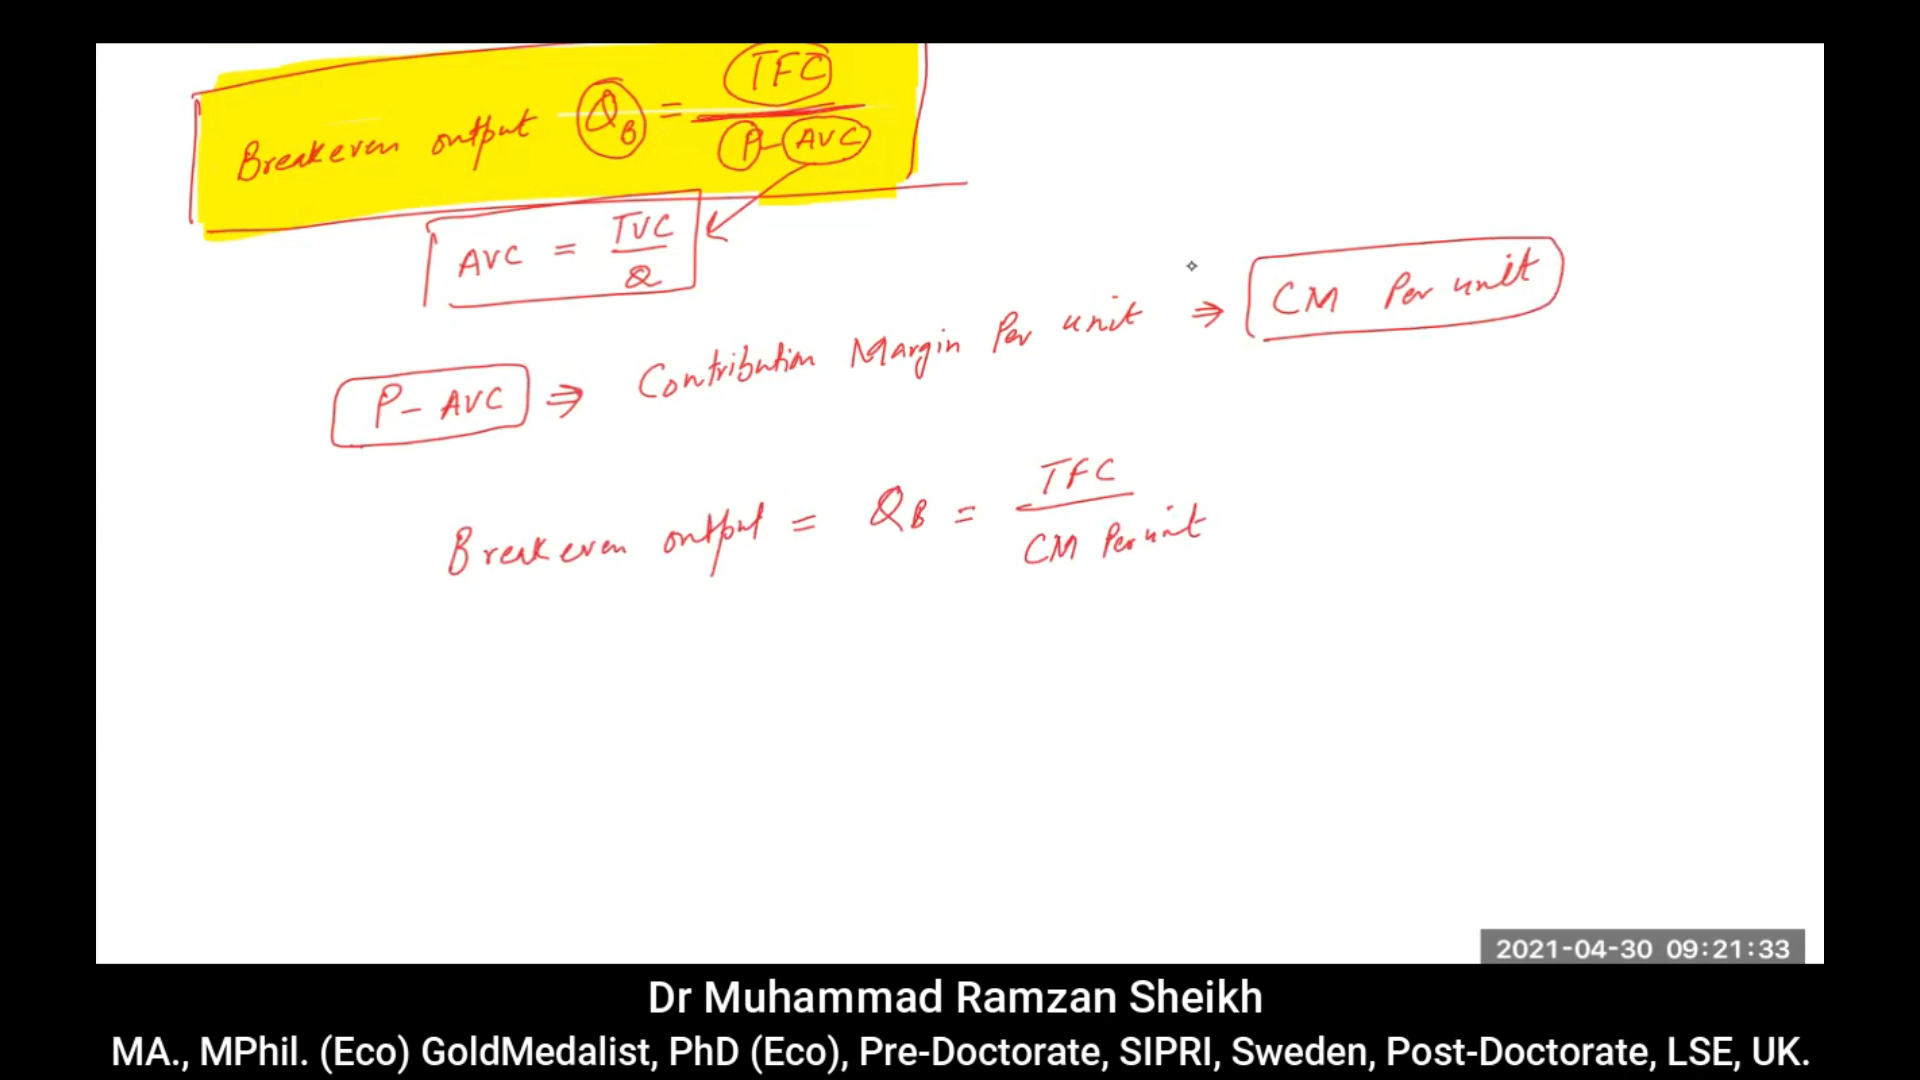 Breakeven output Q_B = TFC / P - AVC
AVC = TVC / Q
P - AVC ⇒ Contribution Margin Per unit ⇒ CM Per unit
Breakeven output = Q_B = TFC / CM Per unit
2021-04-30 09:21:33
Dr Muhammad Ramzan Sheikh
MA., MPhil. (Eco) GoldMedalist, PhD (Eco), Pre-Doctorate, SIPRI, Sweden, Post-Doctorate, LSE, UK.